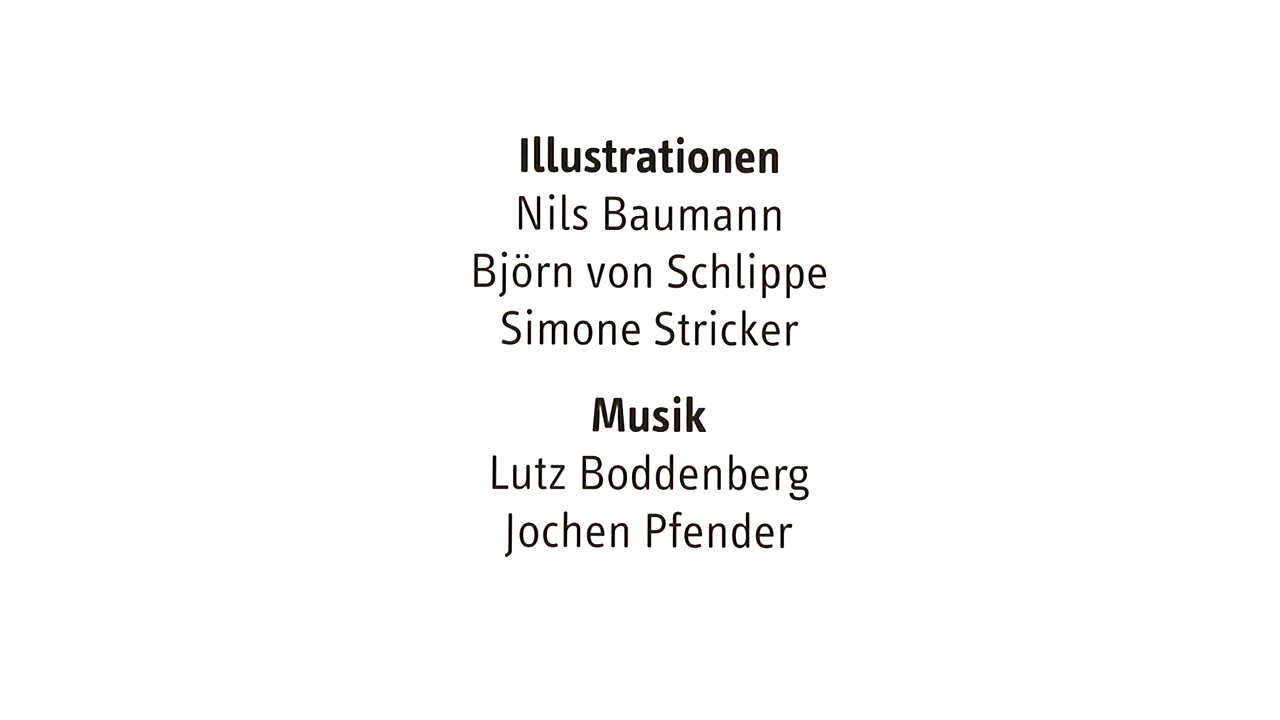 Illustrationen
Nils Baumann
Björn von Schlippe
Simone Stricker
Musik
Lutz Boddenberg
Jochen Pfender